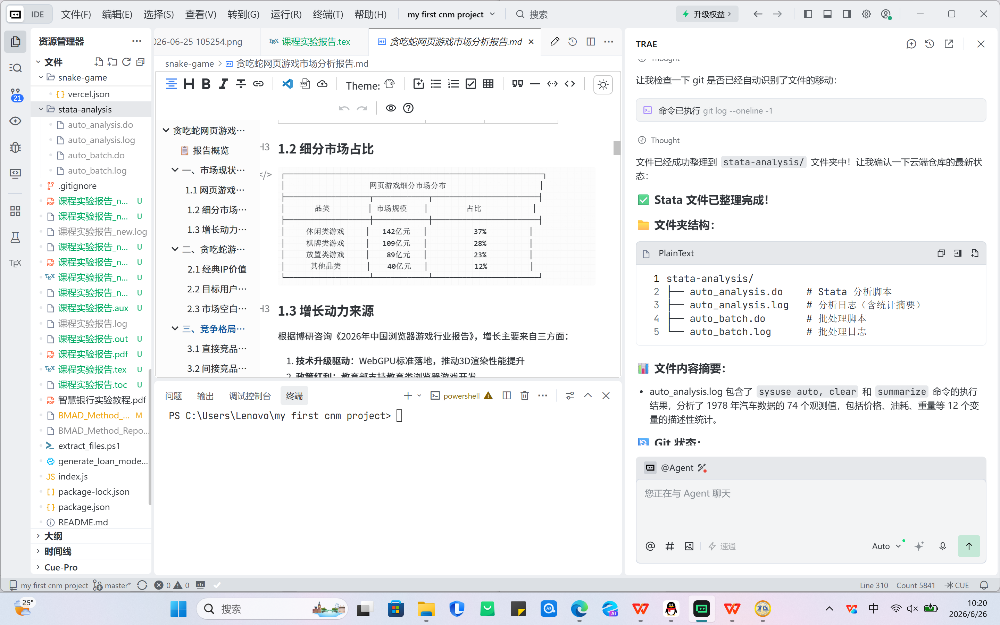 IDE 文件(F) 编辑(E) 选择(S) 查看(V) 转到(G) 运行(R) 终端(T) 帮助(H) my first cnm project 搜索 升级权益
资源管理器
文件
snake-game
vercel.json
stata-analysis
auto_analysis.do
auto_analysis.log
auto_batch.do
auto_batch.log
.gitignore
课程实验报告_n... U
课程实验报告_n... U
课程实验报告_new.log
课程实验报告_n... U
课程实验报告_n... U
课程实验报告_n... U
课程实验报告_n... U
课程实验报告.aux U
课程实验报告.log
课程实验报告.out U
课程实验报告.pdf U
课程实验报告.tex U
课程实验报告.toc U
智慧银行实验教程.pdf
BMAD_Method_... M
BMAD_Method_Repo...
extract_files.ps1
generate_loan_mode...
index.js
package-lock.json
package.json
README.md
大纲
时间线
Cue-Pro
21
TEX
026-06-25 105254.png
课程实验报告.tex
贪吃蛇网页游戏市场分析报告.md
snake-game > 贪吃蛇网页游戏市场分析报告.md
Theme:
贪吃蛇网页游戏···
报告概览
一、市场现状···
1.1 网页游戏···
1.2 细分市场···
1.3 增长动力···
二、贪吃蛇游···
2.1 经典IP价值
2.2 目标用户···
2.3 市场空白···
三、竞争格局···
3.1 直接竞品···
3.2 间接竞品···
H3 1.2 细分市场占比
</>
网页游戏细分市场分布
品类 市场规模 占比
休闲类游戏 142亿元 37%
棋牌类游戏 109亿元 28%
放置类游戏 89亿元 23%
其他品类 40亿元 12%
H3 1.3 增长动力来源
根据博研咨询《2026年中国浏览器游戏行业报告》，增长主要来自三方面：
1. 技术升级驱动：WebGPU标准落地，推动3D渲染性能提升
2. 政策红利：教育部支持教育类浏览器游戏开发
问题 输出 调试控制台 终端 powershell
PS C:\Users\Lenovo\my first cnm project>
TRAE
Thought
让我检查一下 git 是否已经自动识别了文件的移动：
命令已执行 git log --oneline -1
Thought
文件已经成功整理到 stata-analysis/ 文件夹中！让我确认一下云端仓库的最新状
态：
Stata 文件已整理完成！
文件夹结构：
PlainText
1 stata-analysis/
2 ├── auto_analysis.do # Stata 分析脚本
3 ├── auto_analysis.log # 分析日志（含统计摘要）
4 ├── auto_batch.do # 批处理脚本
5 └── auto_batch.log # 批处理日志
文件内容摘要：
• auto_analysis.log 包含了 sysuse auto, clear 和 summarize 命令的执行
结果，分析了 1978 年汽车数据的 74 个观测值，包括价格、油耗、重量等 12 个变
量的描述性统计。
Git 状态：
@Agent
您正在与 Agent 聊天
速通 Auto
my first cnm project master* 0 0 Line 310 Count 5841 CUE
25° 搜索 中 10:20
2026/6/26